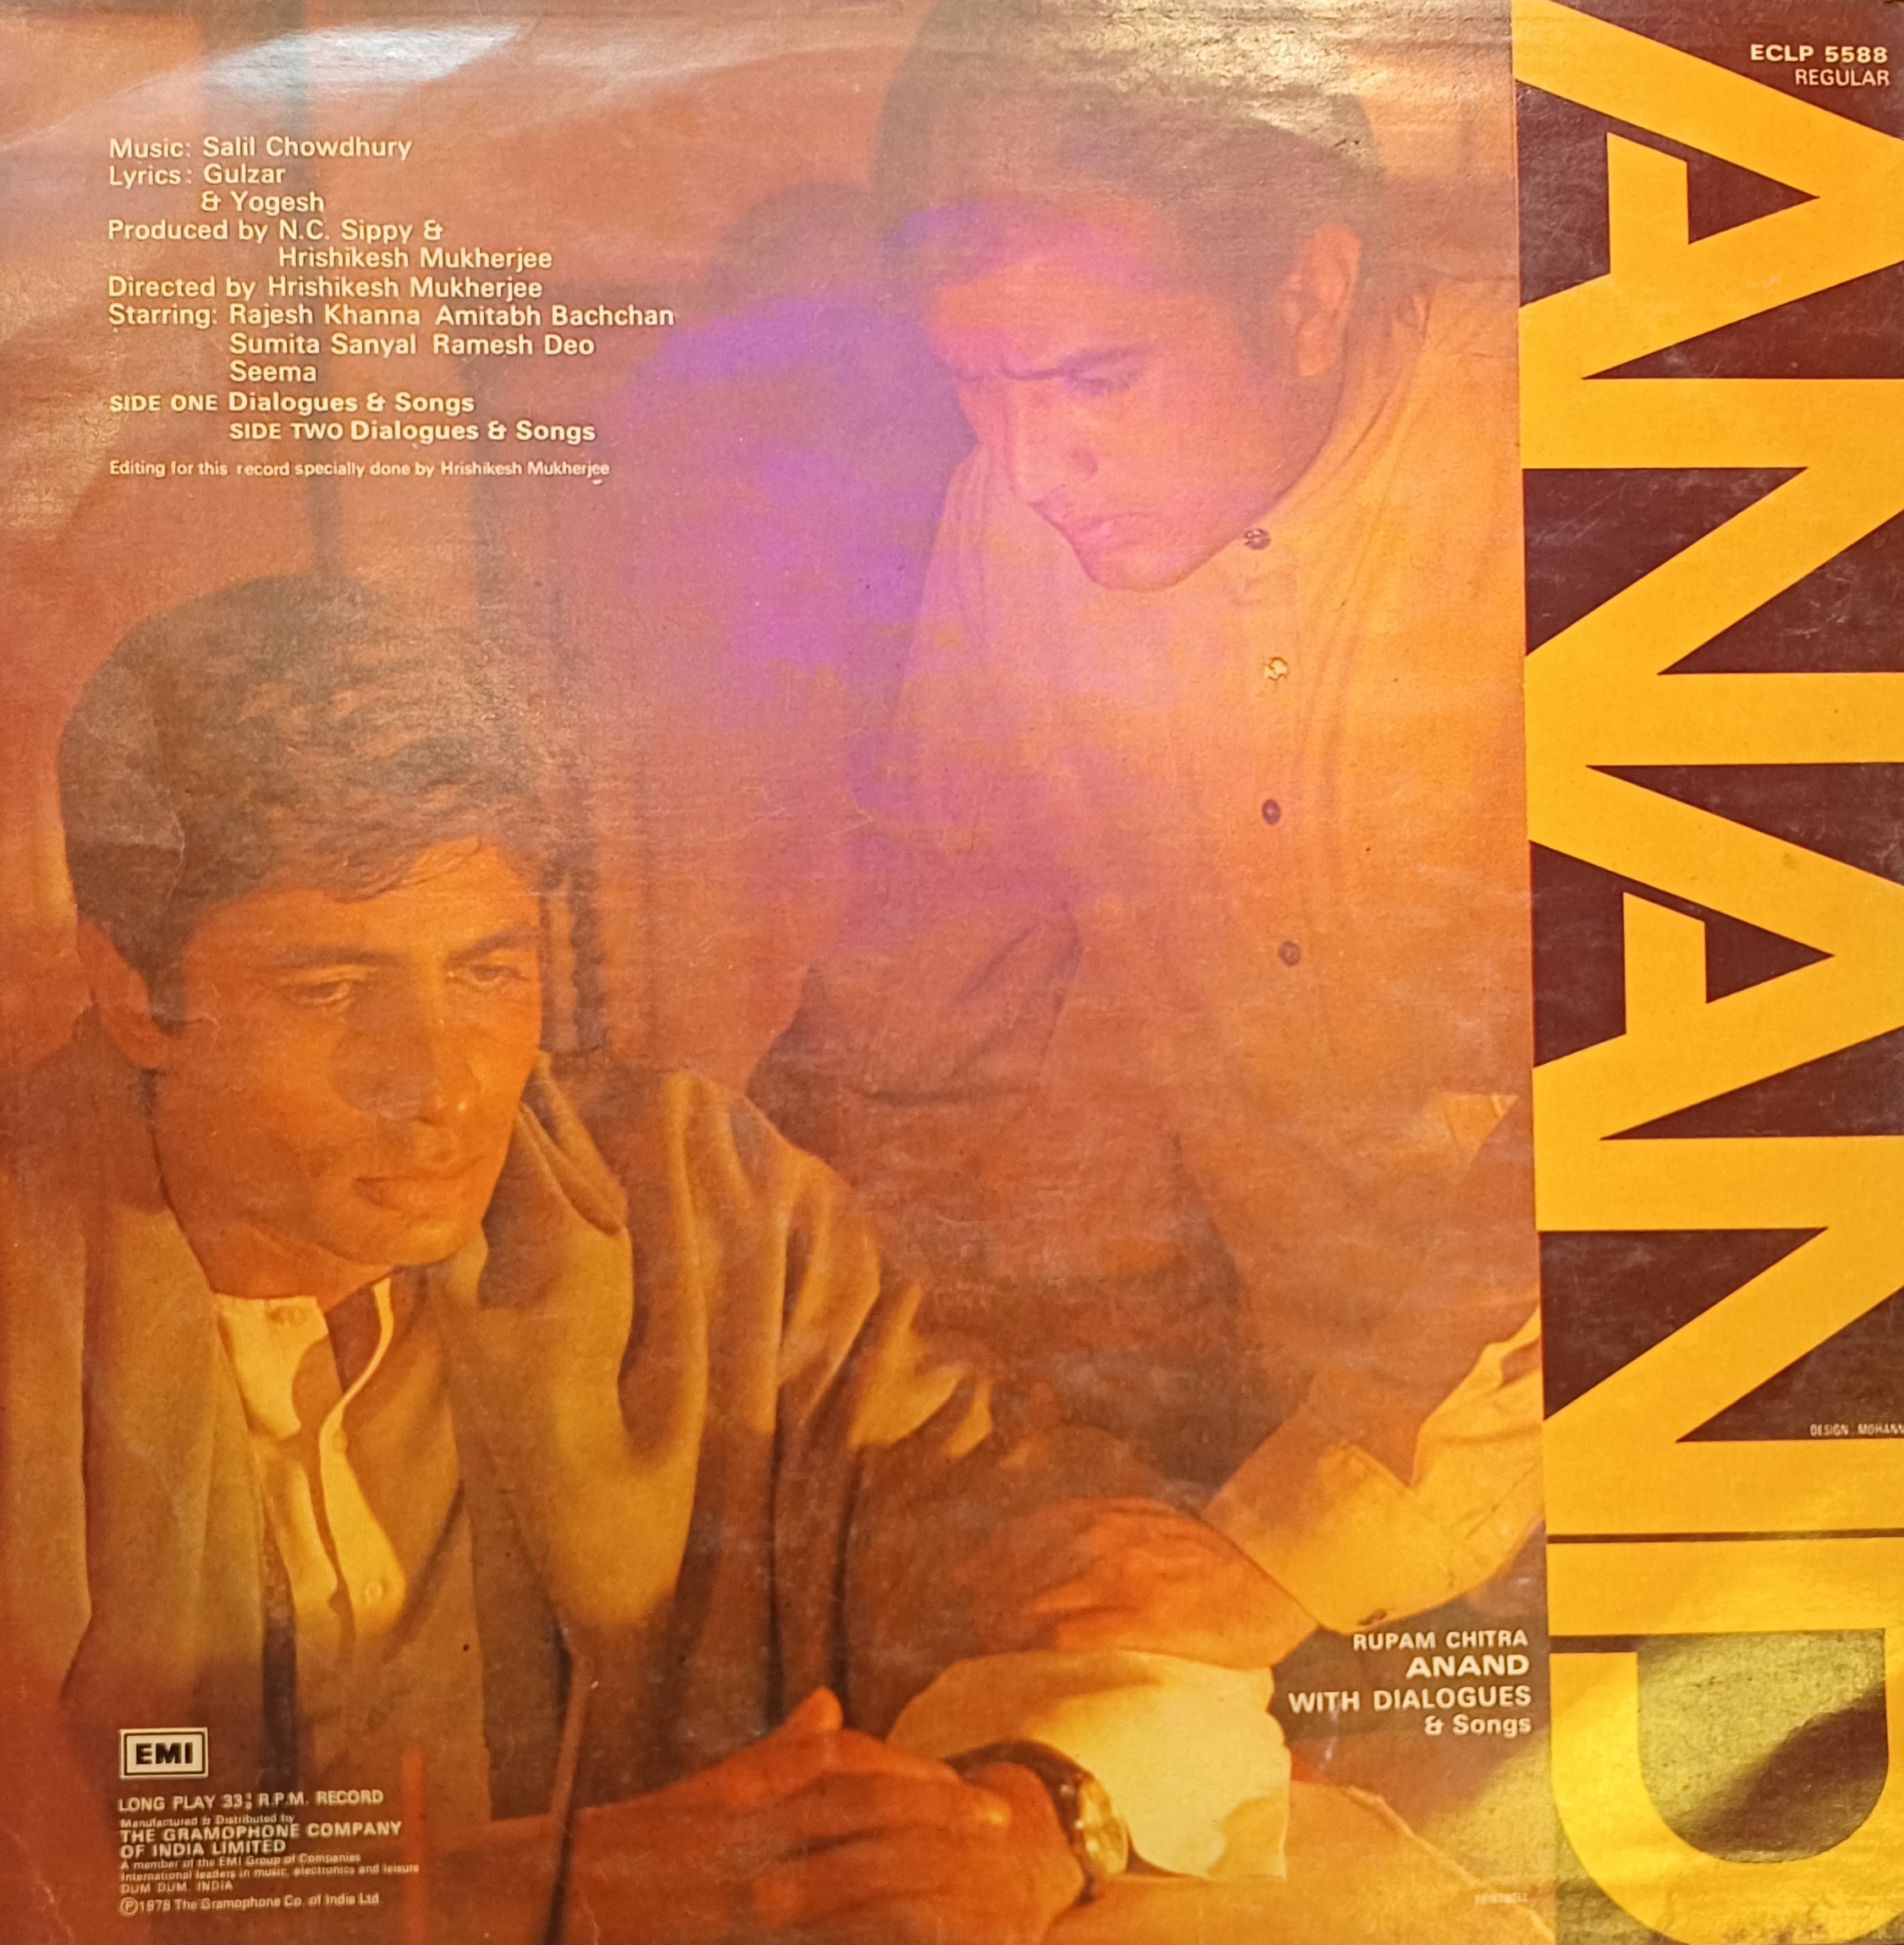 ECLP 5588
REGULAR
Music: Salil Chowdhury
Lyrics: Gulzar
& Yogesh
Produced by N.C. Sippy &
Hrishikesh Mukherjee
Directed by Hrishikesh Mukherjee
Starring: Rajesh Khanna Amitabh Bachchan
Sumita Sanyal Ramesh Deo
Seema
SIDE ONE Dialogues & Songs
SIDE TWO Dialogues & Songs
Editing for this record specially done by Hrishikesh Mukherjee
ANAND
DESIGN: MOHAN
RUPAM CHITRA
ANAND
WITH DIALOGUES
& Songs
EMI
LONG PLAY 33⅓ R.P.M. RECORD
Manufactured & Distributed by
THE GRAMOPHONE COMPANY
OF INDIA LIMITED
A member of the EMI Group of Companies
International leaders in music, electronics and leisure
DUM DUM, INDIA
Ⓟ1978 The Gramophone Co. of India Ltd.